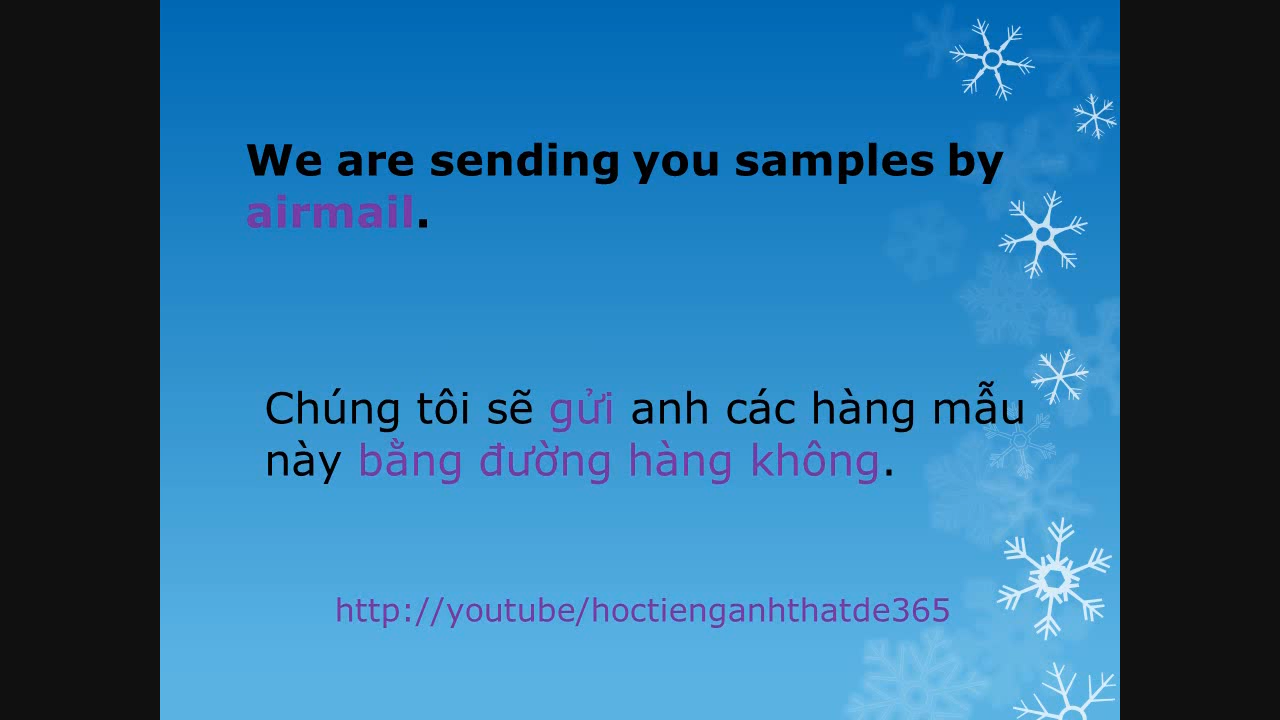 We are sending you samples by
airmail.
Chúng tôi sẽ gửi anh các hàng mẫu
này bằng đường hàng không.
http://youtube/hoctienganhthatde365